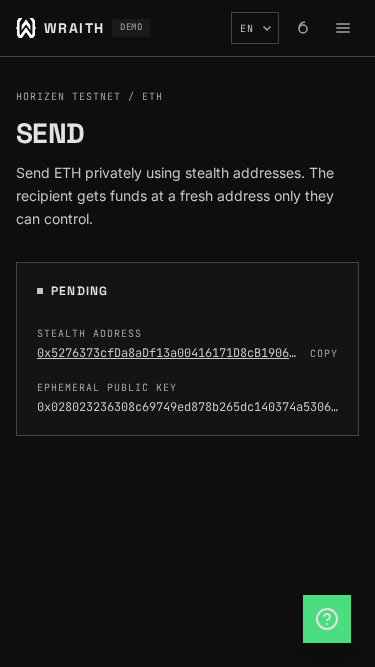 WRAITH DEMO EN
HORIZEN TESTNET / ETH
SEND
Send ETH privately using stealth addresses. The
recipient gets funds at a fresh address only they
can control.
PENDING
STEALTH ADDRESS
0x5276373cfDa8aDf13a00416171D8cB1906… COPY
EPHEMERAL PUBLIC KEY
0x028023236308c69749ed878b265dc140374a5306…